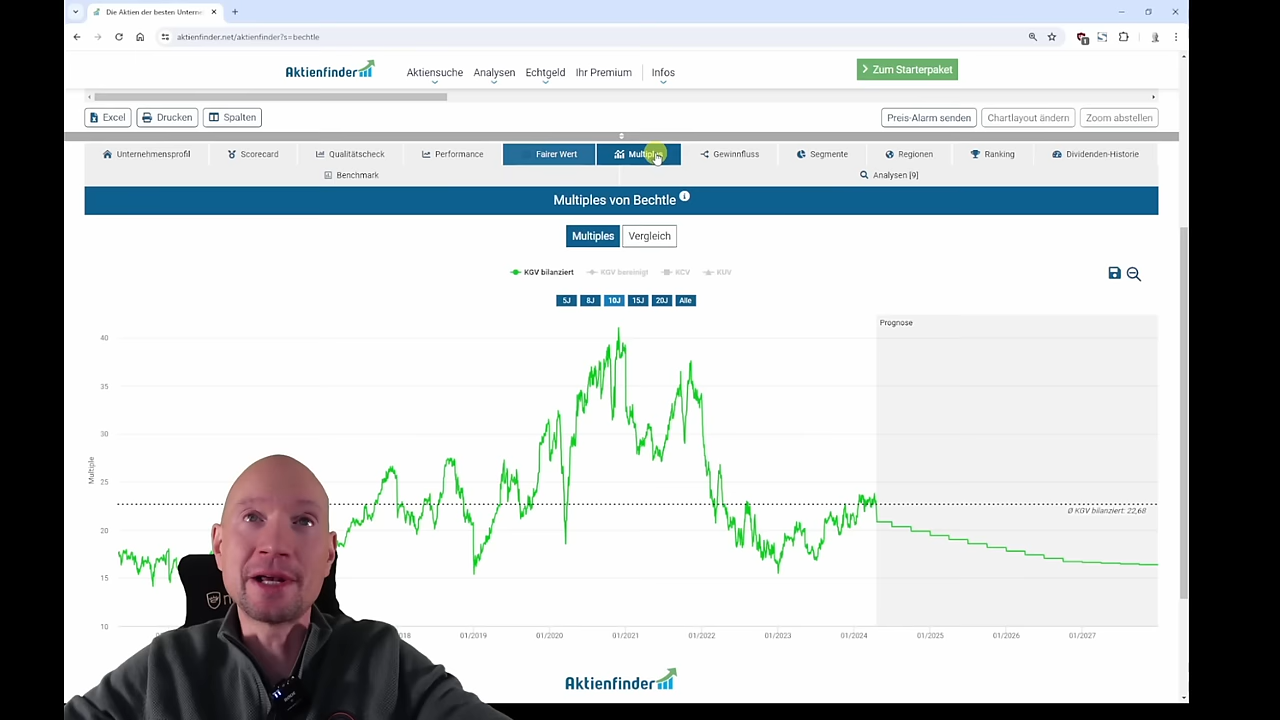 Die Aktien der besten Unterne
aktienfinder.net/aktienfinder?s=bechtle
Aktienfinder
Aktiensuche
Analysen
Echtgeld
Ihr Premium
Infos
Zum Starterpaket
Excel
Drucken
Spalten
Preis-Alarm senden
Chartlayout ändern
Zoom abstellen
Unternehmensprofil
Scorecard
Qualitätscheck
Performance
Fairer Wert
Multiples
Gewinnfluss
Segmente
Regionen
Ranking
Dividenden-Historie
Benchmark
Analysen [9]
Multiples von Bechtle
Multiples
Vergleich
KGV bilanziert
KGV bereinigt
KCV
KUV
5J
8J
10J
15J
20J
Alle
Prognose
40
35
30
25
20
15
10
Multiple
Ø KGV bilanziert: 22,68
018
01/2019
01/2020
01/2021
01/2022
01/2023
01/2024
01/2025
01/2026
01/2027
Aktienfinder